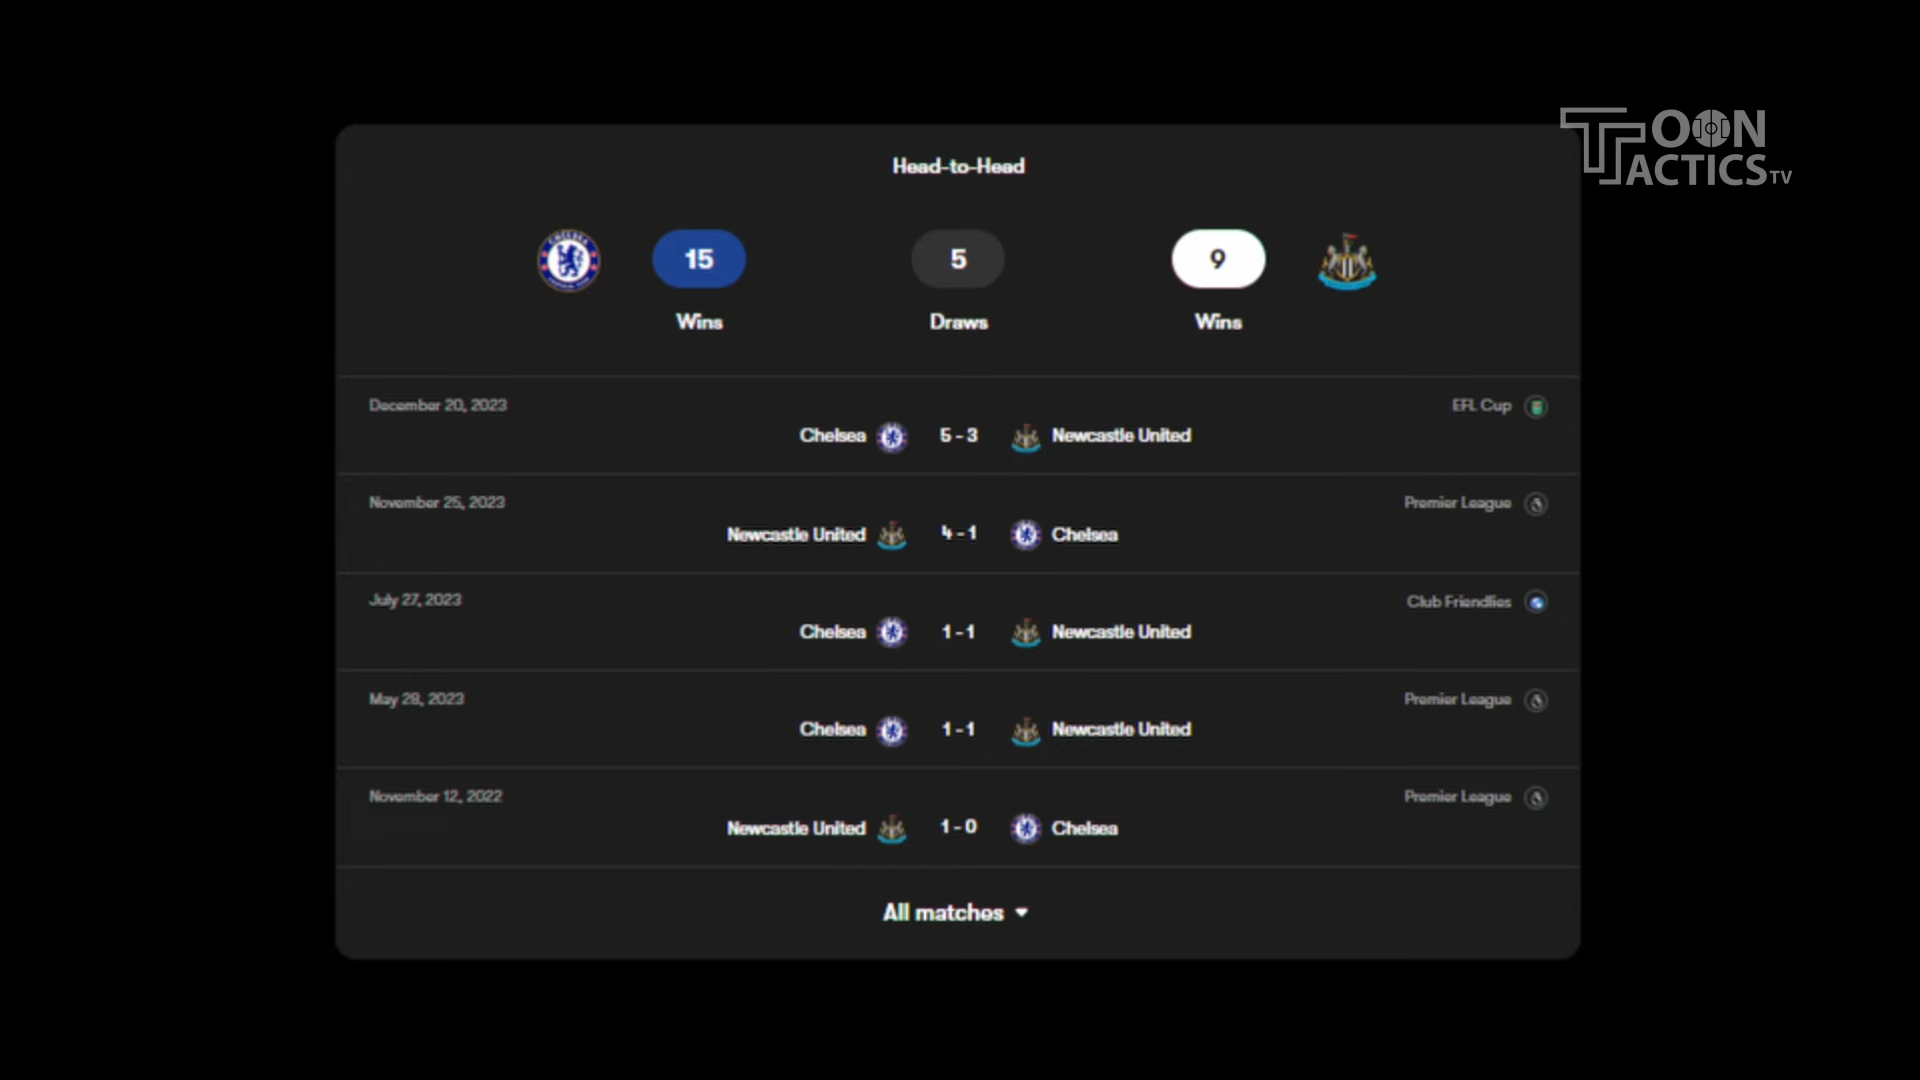 TOON
TACTICS TV
Head-to-Head
15 5 9
Wins Draws Wins
December 20, 2023 EFL Cup
Chelsea 5 - 3 Newcastle United
November 25, 2023 Premier League
Newcastle United 4 - 1 Chelsea
July 27, 2023 Club Friendlies
Chelsea 1 - 1 Newcastle United
May 28, 2023 Premier League
Chelsea 1 - 1 Newcastle United
November 12, 2022 Premier League
Newcastle United 1 - 0 Chelsea
All matches